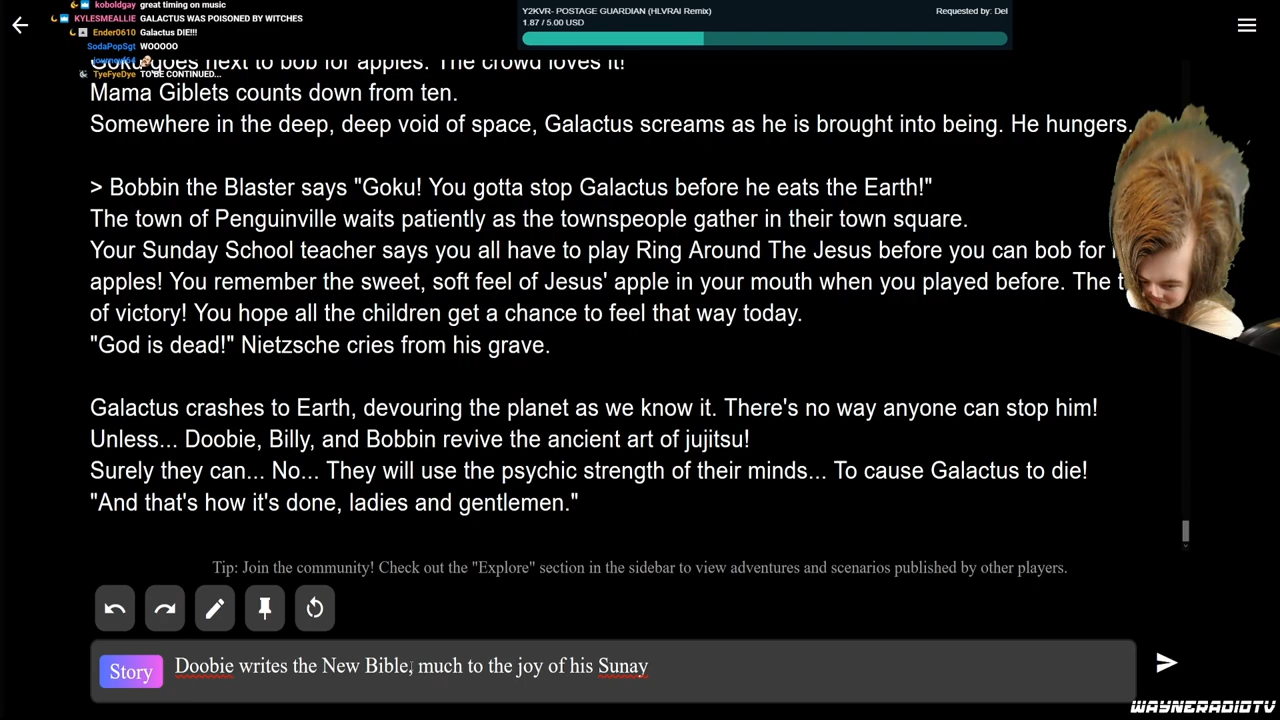 koboldgay great timing on music
KYLESMEALLIE GALACTUS WAS POISONED BY WITCHES
Ender0610 Galactus DIE!!!
SodaPopSgt WOOOOO
TyeFyeDye TO BE CONTINUED...
Y2KVR- POSTAGE GUARDIAN (HLVRAI Remix) Requested by: Del
1.87 / 5.00 USD
Goku goes next to bob for apples. The crowd loves it!
Mama Giblets counts down from ten.
Somewhere in the deep, deep void of space, Galactus screams as he is brought into being. He hungers.
> Bobbin the Blaster says "Goku! You gotta stop Galactus before he eats the Earth!"
The town of Penguinville waits patiently as the townspeople gather in their town square.
Your Sunday School teacher says you all have to play Ring Around The Jesus before you can bob for
apples! You remember the sweet, soft feel of Jesus' apple in your mouth when you played before. The
of victory! You hope all the children get a chance to feel that way today.
"God is dead!" Nietzsche cries from his grave.
Galactus crashes to Earth, devouring the planet as we know it. There's no way anyone can stop him!
Unless... Doobie, Billy, and Bobbin revive the ancient art of jujitsu!
Surely they can... No... They will use the psychic strength of their minds... To cause Galactus to die!
"And that's how it's done, ladies and gentlemen."
Tip: Join the community! Check out the "Explore" section in the sidebar to view adventures and scenarios published by other players.
Story Doobie writes the New Bible, much to the joy of his Sunay
WAYNERADIOTV